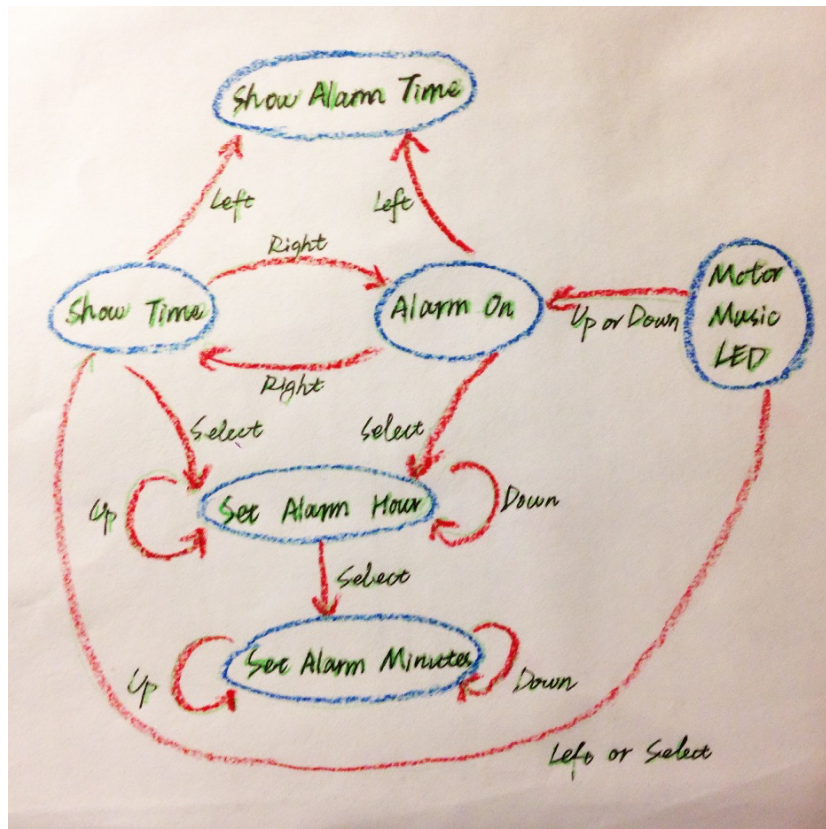 Show Alarm Time
Left
Left
Right
Show Time
Alarm On
Up or Down
Motor
Music
LED
Right
Select
Select
Up
Set Alarm Hour
Down
Select
Up
Set Alarm Minutes
Down
Left or Select